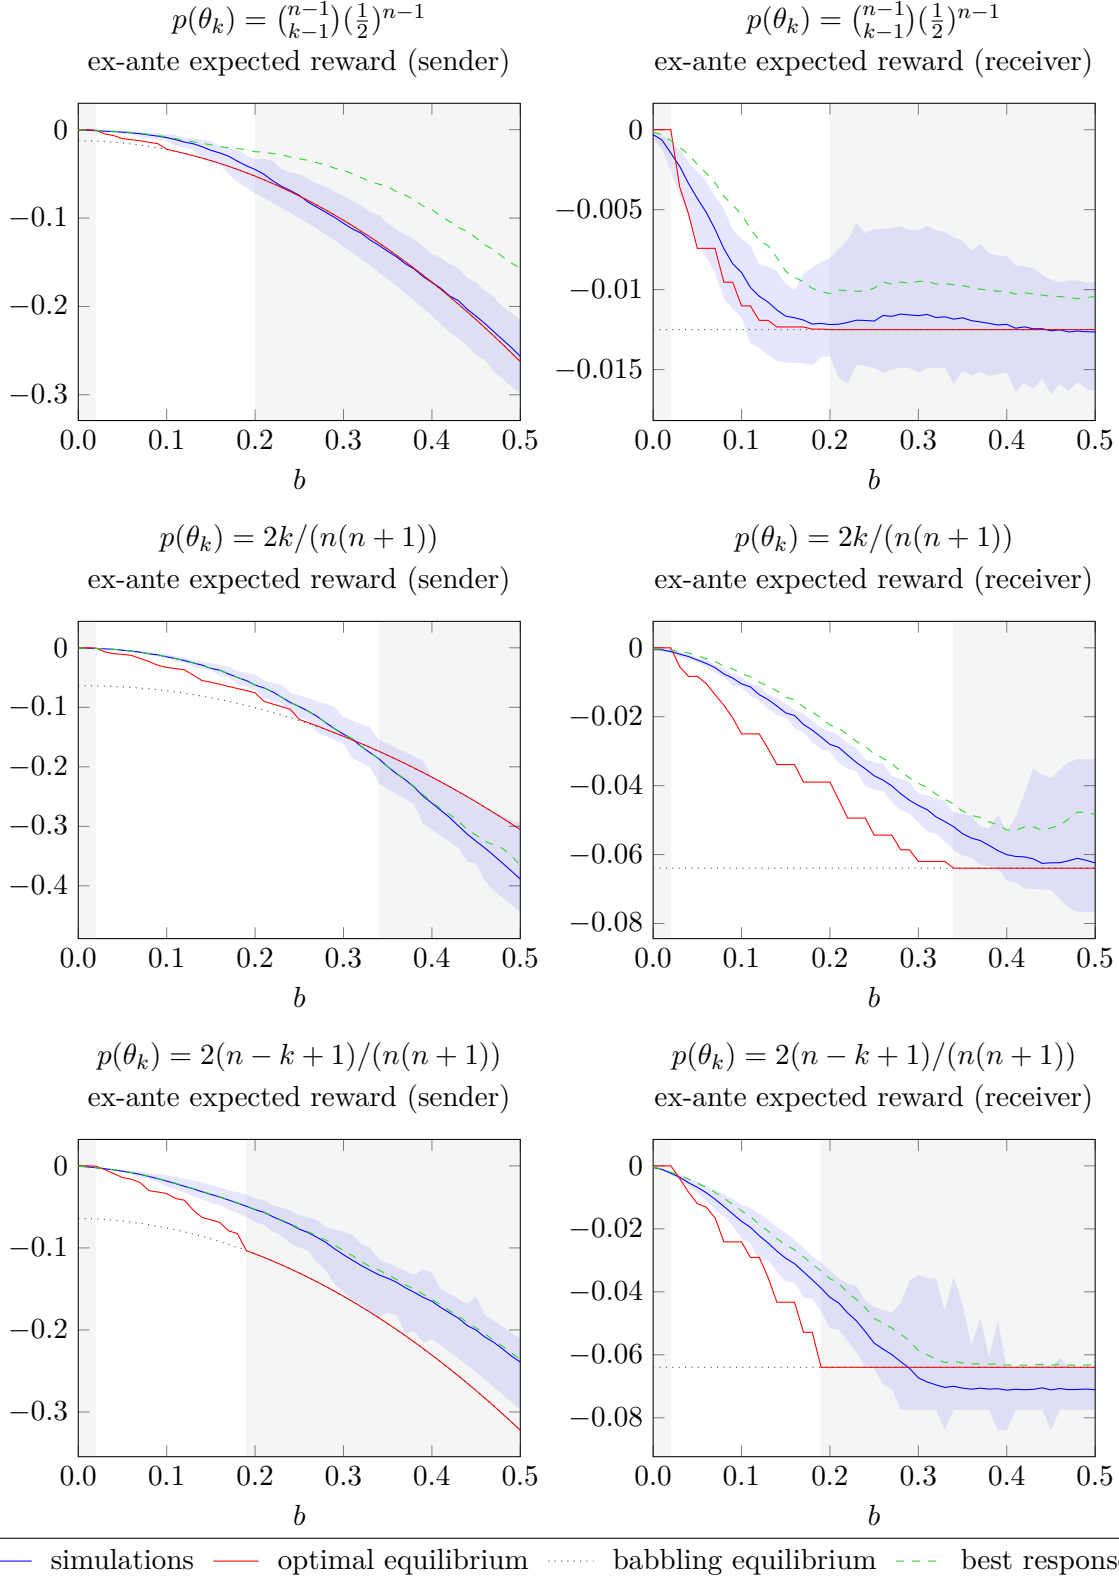 p(θ_k) = \binom{n−1}{k−1}(\frac{1}{2})^{n−1}
ex-ante expected reward (sender)
0
−0.1
−0.2
−0.3
0.0 0.1 0.2 0.3 0.4 0.5
b
p(θ_k) = \binom{n−1}{k−1}(\frac{1}{2})^{n−1}
ex-ante expected reward (receiver)
0
−0.005
−0.01
−0.015
0.0 0.1 0.2 0.3 0.4 0.5
b
p(θ_k) = 2k/(n(n + 1))
ex-ante expected reward (sender)
0
−0.1
−0.2
−0.3
−0.4
0.0 0.1 0.2 0.3 0.4 0.5
b
p(θ_k) = 2k/(n(n + 1))
ex-ante expected reward (receiver)
0
−0.02
−0.04
−0.06
−0.08
0.0 0.1 0.2 0.3 0.4 0.5
b
p(θ_k) = 2(n − k + 1)/(n(n + 1))
ex-ante expected reward (sender)
0
−0.1
−0.2
−0.3
0.0 0.1 0.2 0.3 0.4 0.5
b
p(θ_k) = 2(n − k + 1)/(n(n + 1))
ex-ante expected reward (receiver)
0
−0.02
−0.04
−0.06
−0.08
0.0 0.1 0.2 0.3 0.4 0.5
b
simulations optimal equilibrium babbling equilibrium best respons